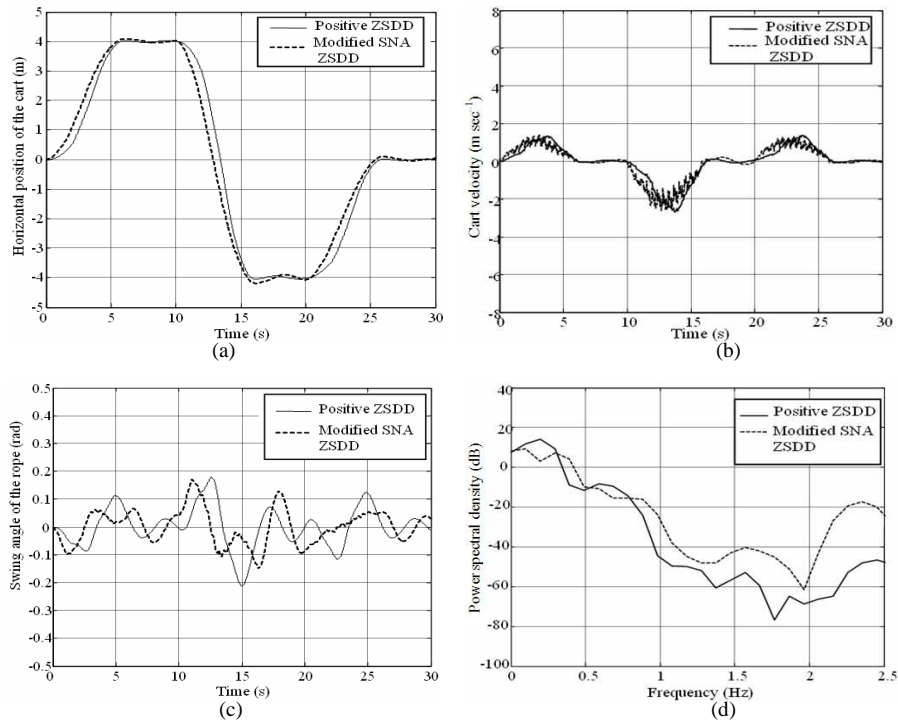 Horizontal position of the cart (m)
5
4
3
2
1
0
-1
-2
-3
-4
-5
Positive ZSDD
Modified SNA
ZSDD
0 5 10 15 20 25 30
Time (s)
(a)
Cart velocity (m sec⁻¹)
8
6
4
2
0
-2
-4
-6
-8
Positive ZSDD
Modified SNA
ZSDD
0 5 10 15 20 25 30
Time (s)
(b)
Swing angle of the rope (rad)
0.5
0.4
0.3
0.2
0.1
0
-0.1
-0.2
-0.3
-0.4
-0.5
Positive ZSDD
Modified SNA
ZSDD
0 5 10 15 20 25 30
Time (s)
(c)
Power spectral density (dB)
40
20
0
-20
-40
-60
-80
-100
Positive ZSDD
Modified SNA
ZSDD
0 0.5 1 1.5 2 2.5
Frequency (Hz)
(d)